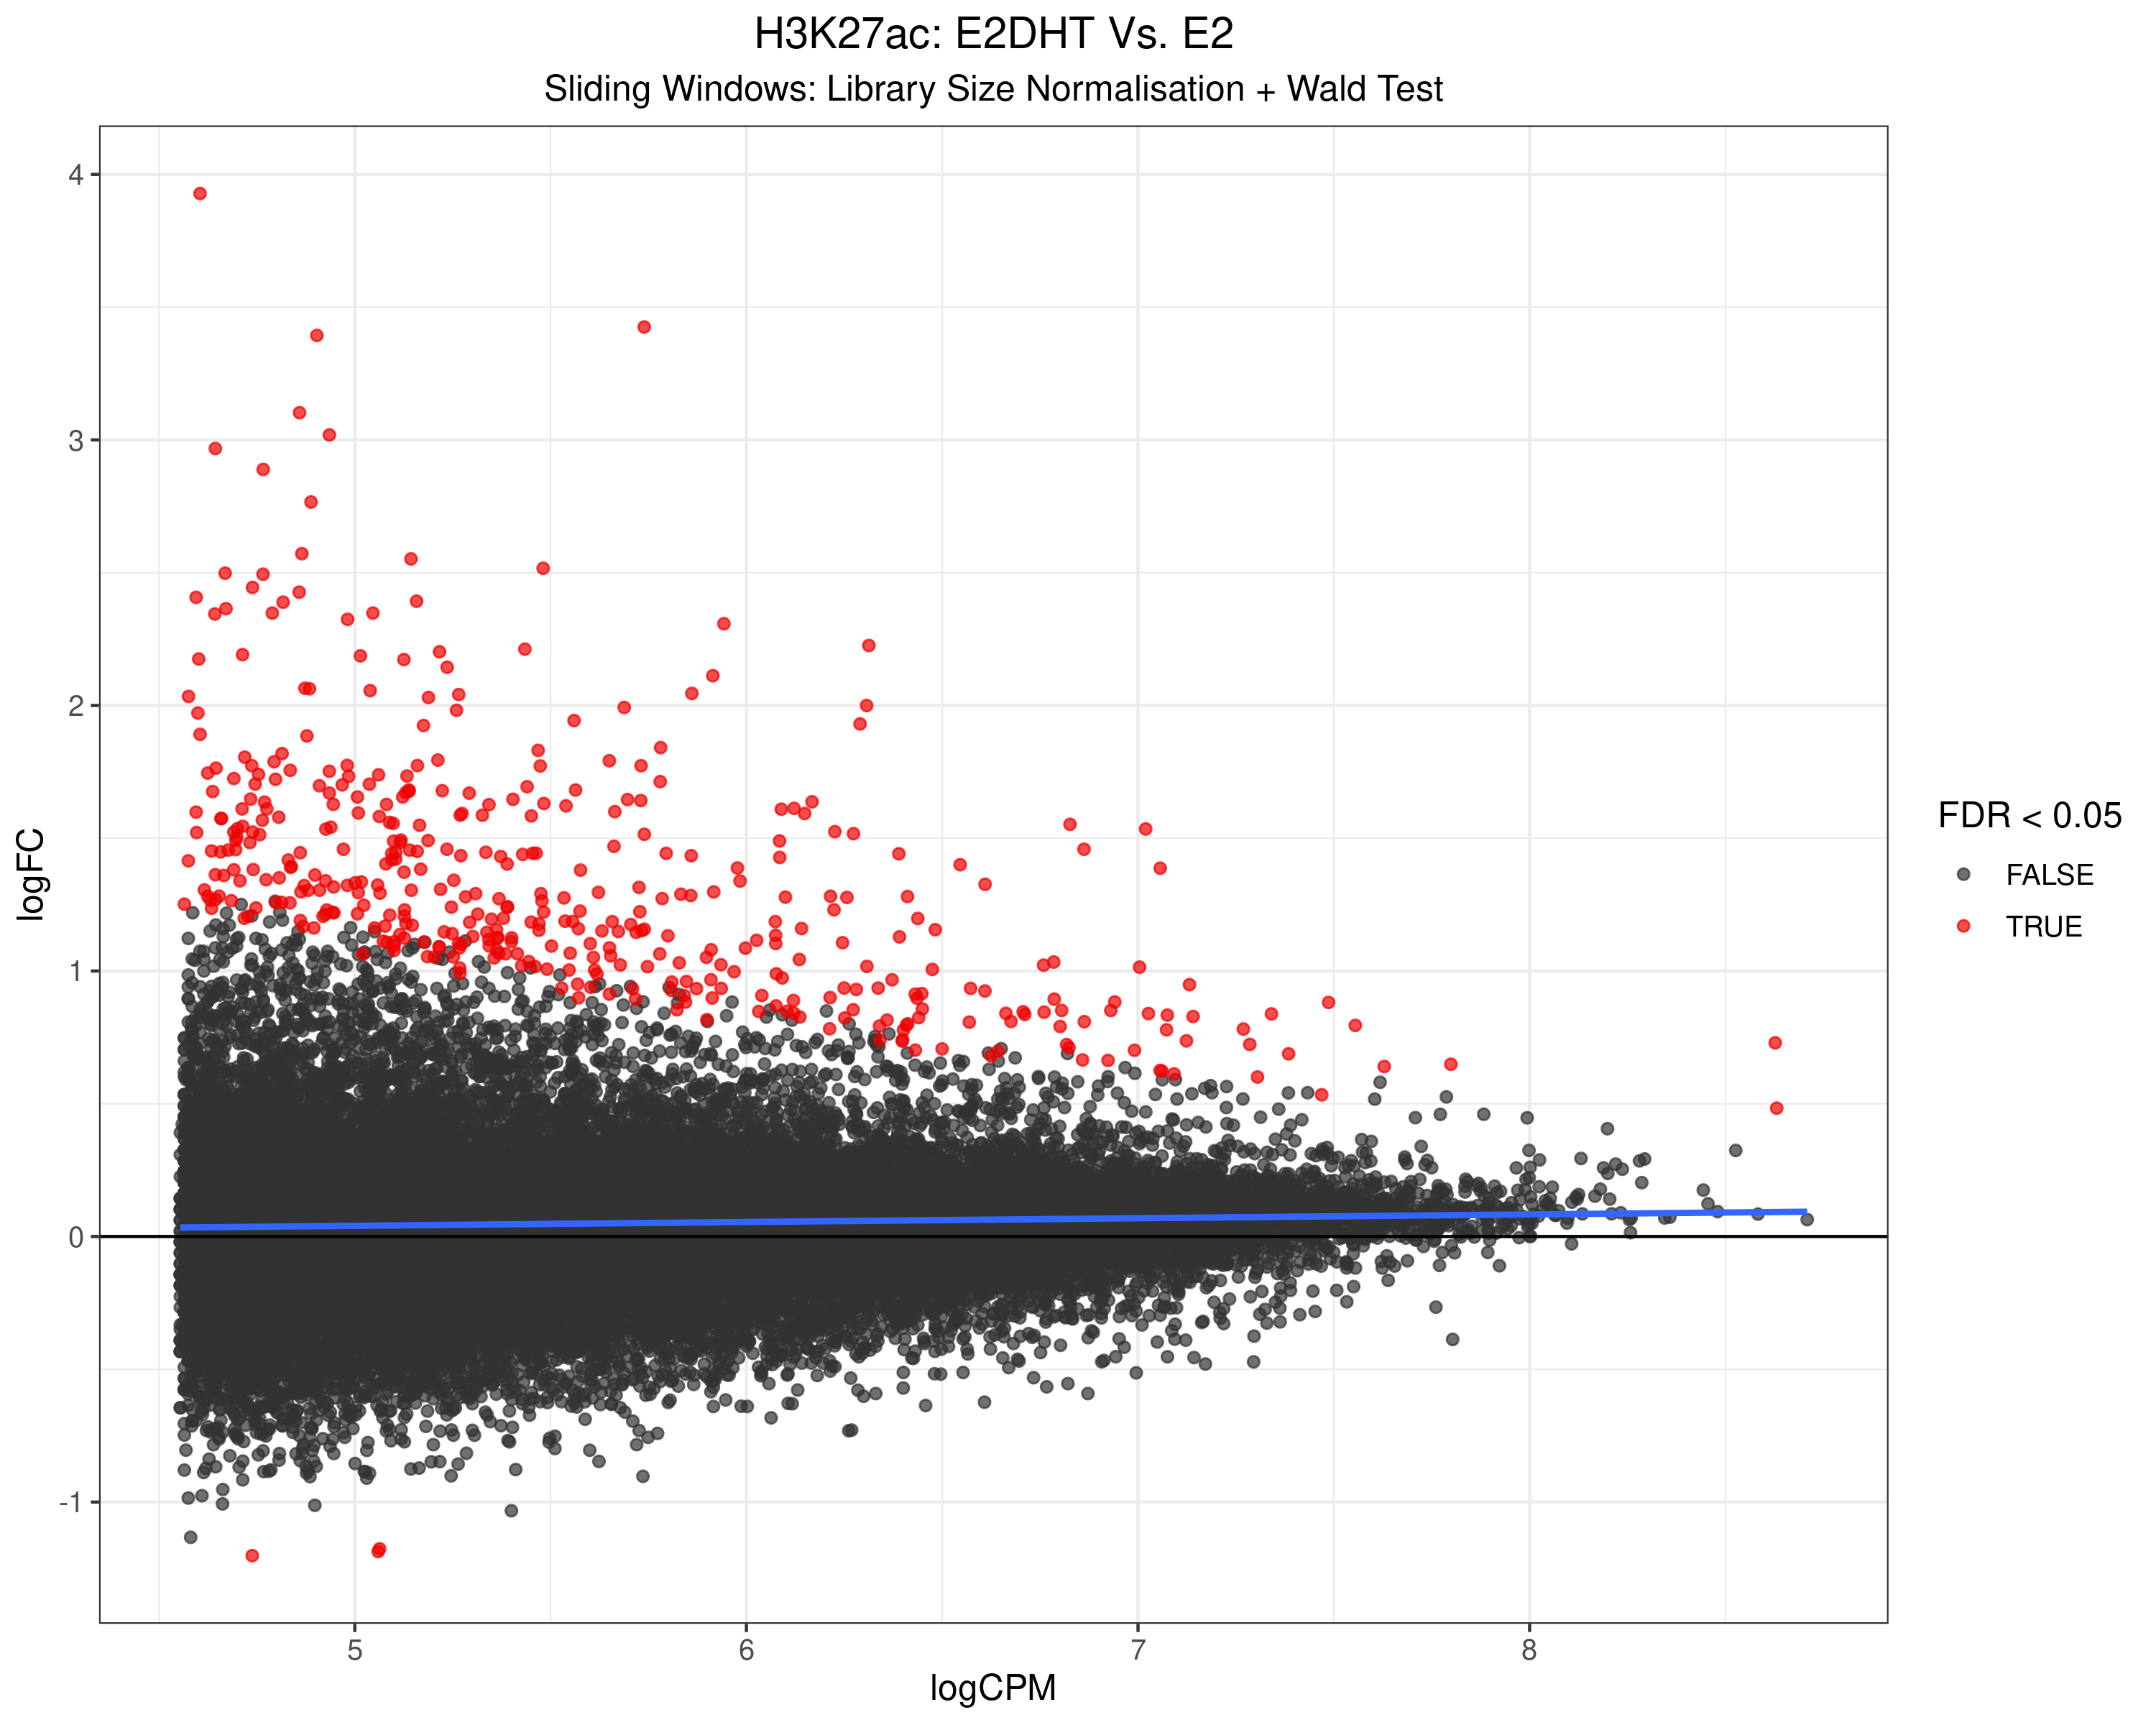 H3K27ac: E2DHT Vs. E2
Sliding Windows: Library Size Normalisation + Wald Test
4
3
2
1
0
-1
logFC
5
6
7
8
logCPM
FDR < 0.05
FALSE
TRUE